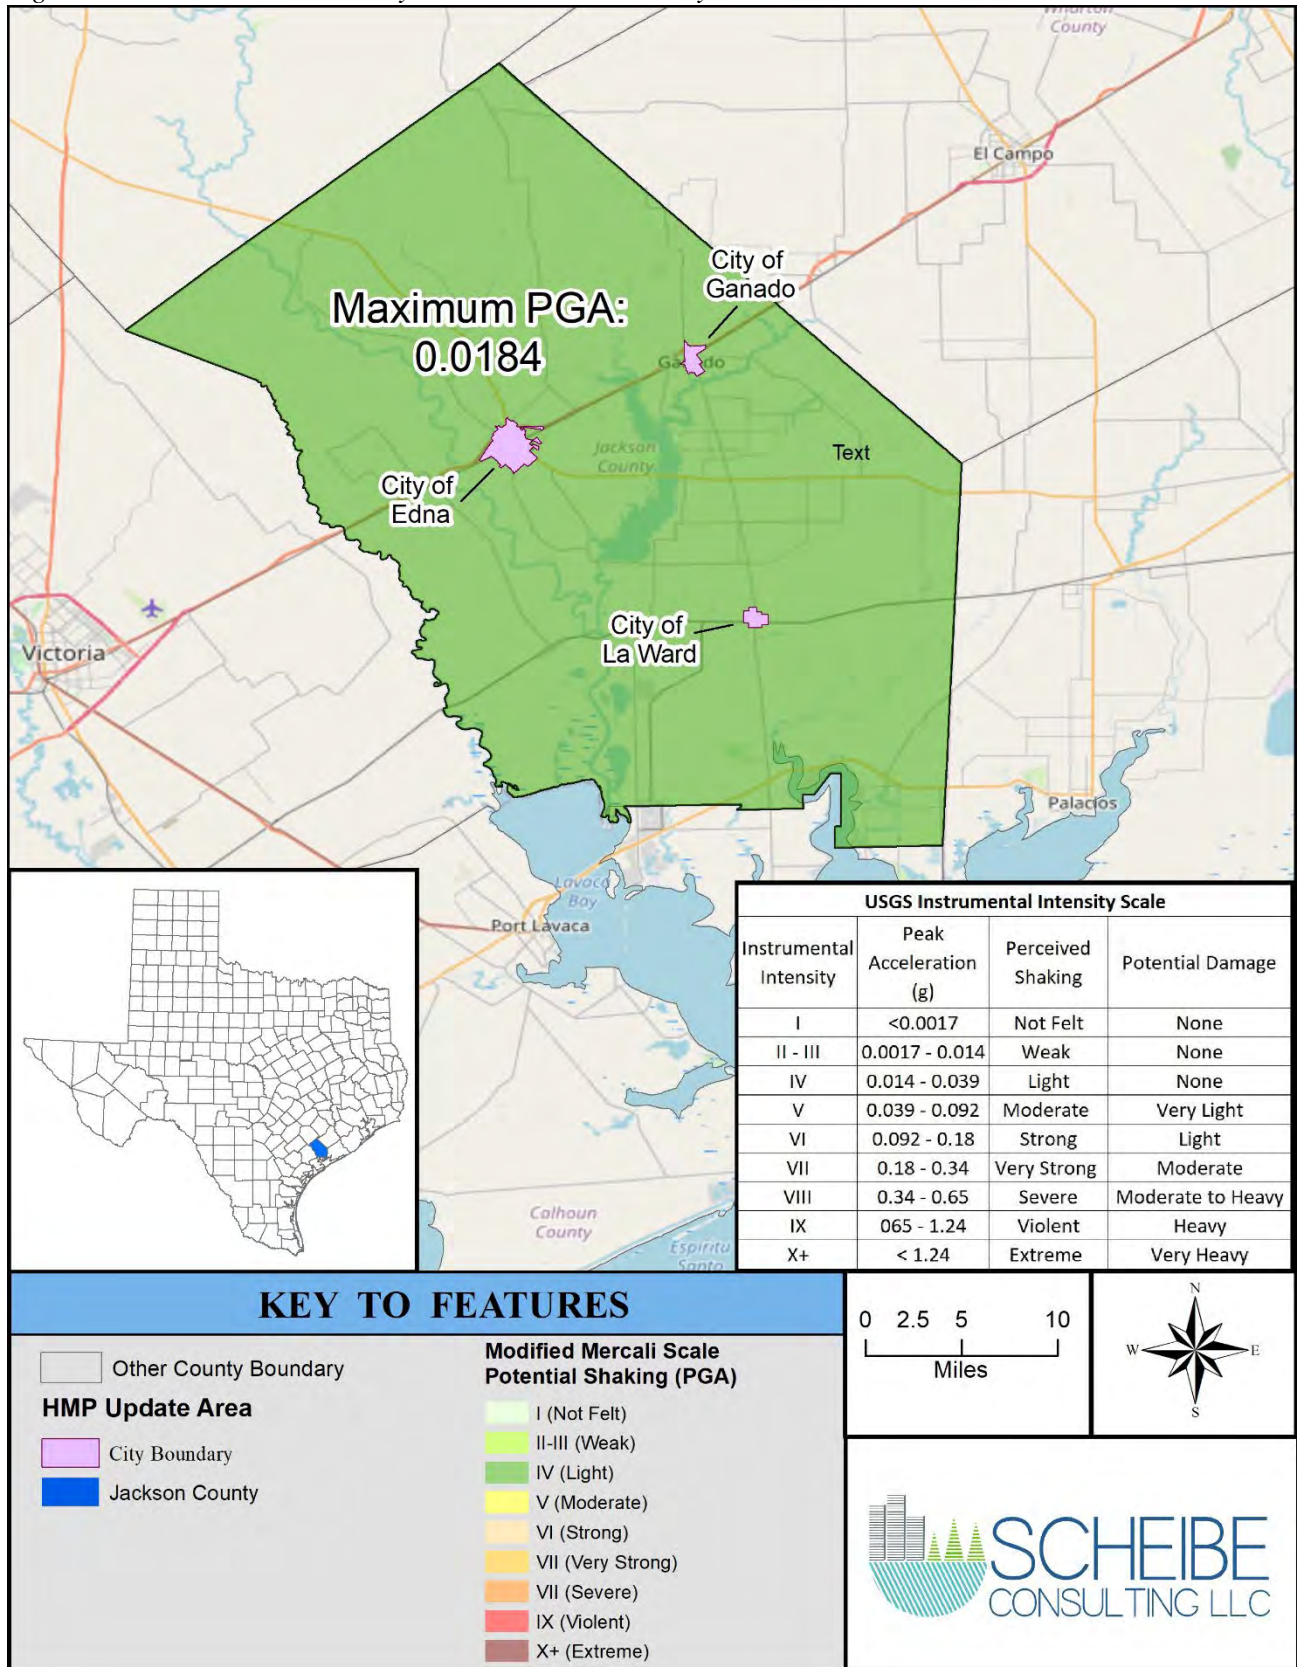 Wharton
County
El Campo
City of
Ganado
Maximum PGA:
0.0184
Jackson
County
Text
City of
Edna
City of
La Ward
Victoria
Palacios
Lavaca
Bay
Port Lavaca
Calhoun
County
Espiritu
Santo
USGS Instrumental Intensity Scale
Instrumental Intensity Peak Acceleration (g) Perceived Shaking Potential Damage
I <0.0017 Not Felt None
II - III 0.0017 - 0.014 Weak None
IV 0.014 - 0.039 Light None
V 0.039 - 0.092 Moderate Very Light
VI 0.092 - 0.18 Strong Light
VII 0.18 - 0.34 Very Strong Moderate
VIII 0.34 - 0.65 Severe Moderate to Heavy
IX 065 - 1.24 Violent Heavy
X+ < 1.24 Extreme Very Heavy
KEY TO FEATURES
Other County Boundary
HMP Update Area
City Boundary
Jackson County
Modified Mercali Scale
Potential Shaking (PGA)
I (Not Felt)
II-III (Weak)
IV (Light)
V (Moderate)
VI (Strong)
VII (Very Strong)
VII (Severe)
IX (Violent)
X+ (Extreme)
0 2.5 5 10
Miles
N
W E
S
SCHEIBE
CONSULTING LLC